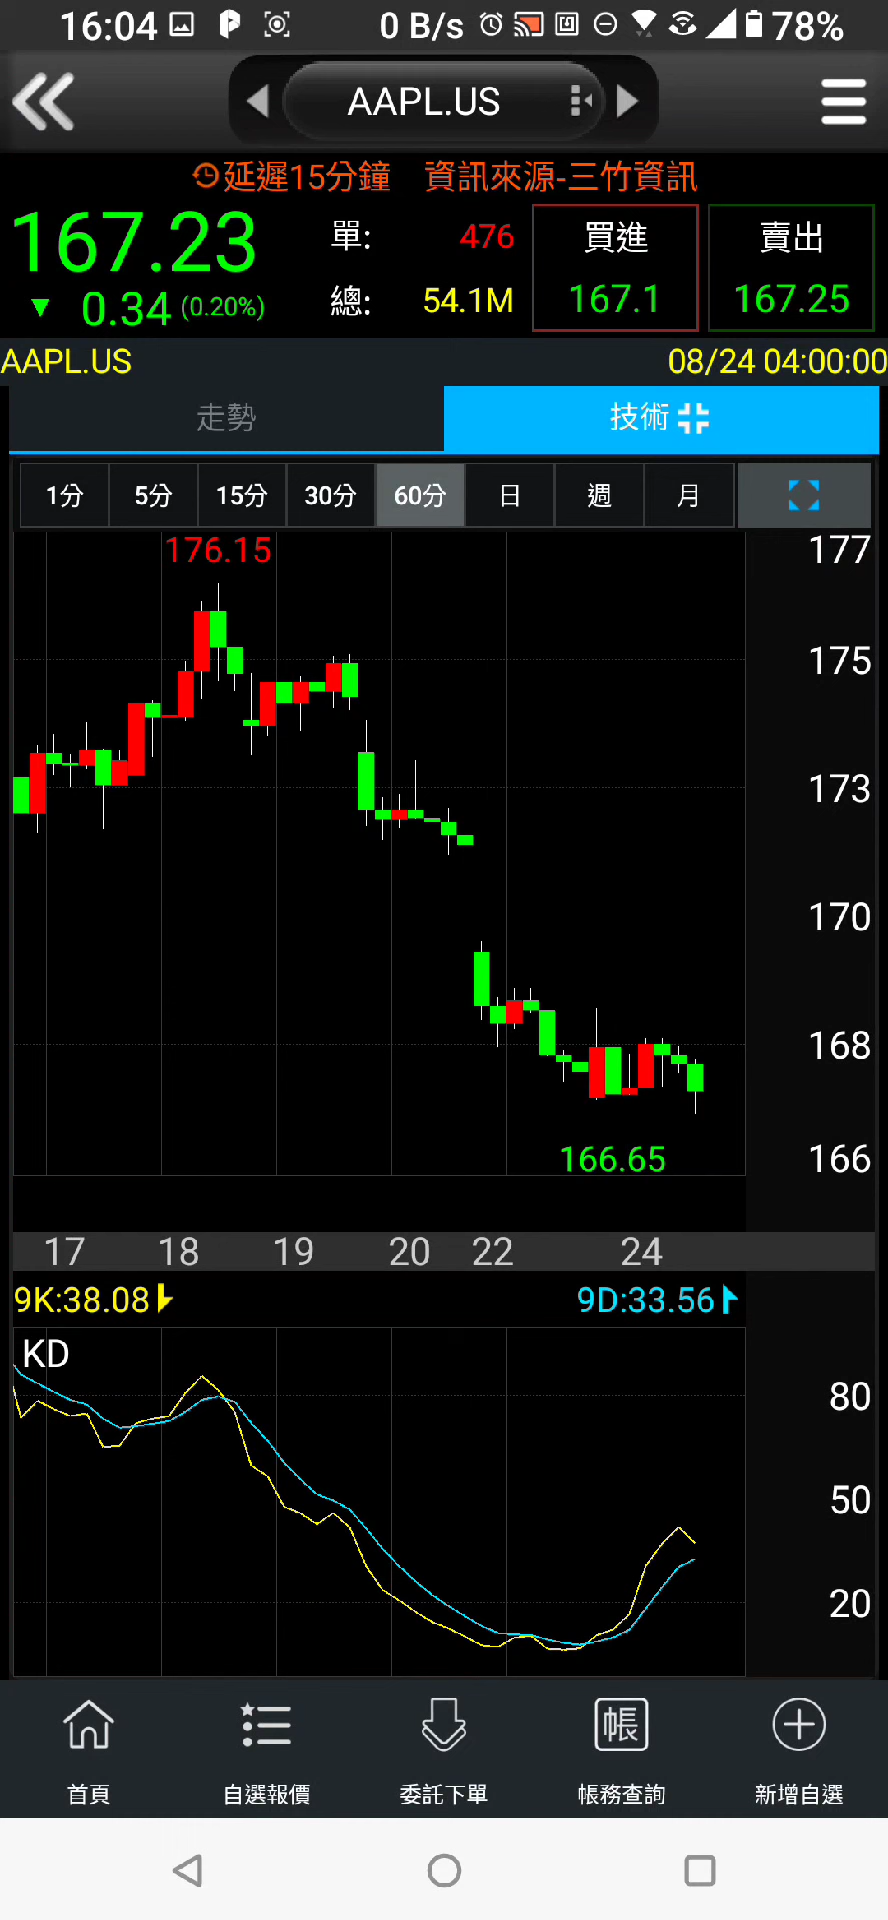 16:04 0 B/s 78%
AAPL.US
延遲15分鐘 資訊來源-三竹資訊
167.23 單: 476 買進 賣出
▼ 0.34 (0.20%) 總: 54.1M 167.1 167.25
AAPL.US 08/24 04:00:00
走勢 技術
1分 5分 15分 30分 60分 日 週 月
176.15
177
175
173
170
168
166.65
166
17 18 19 20 22 24
9K:38.08 9D:33.56
KD
80
50
20
帳
首頁 自選報價 委託下單 帳務查詢 新增自選